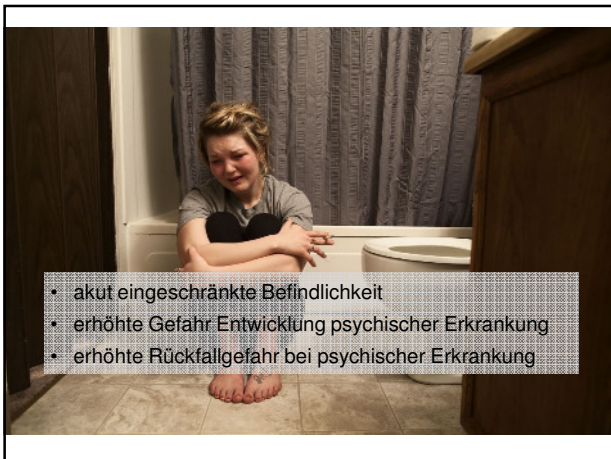 • akut eingeschränkte Befindlichkeit
• erhöhte Gefahr Entwicklung psychischer Erkrankung
• erhöhte Rückfallgefahr bei psychischer Erkrankung